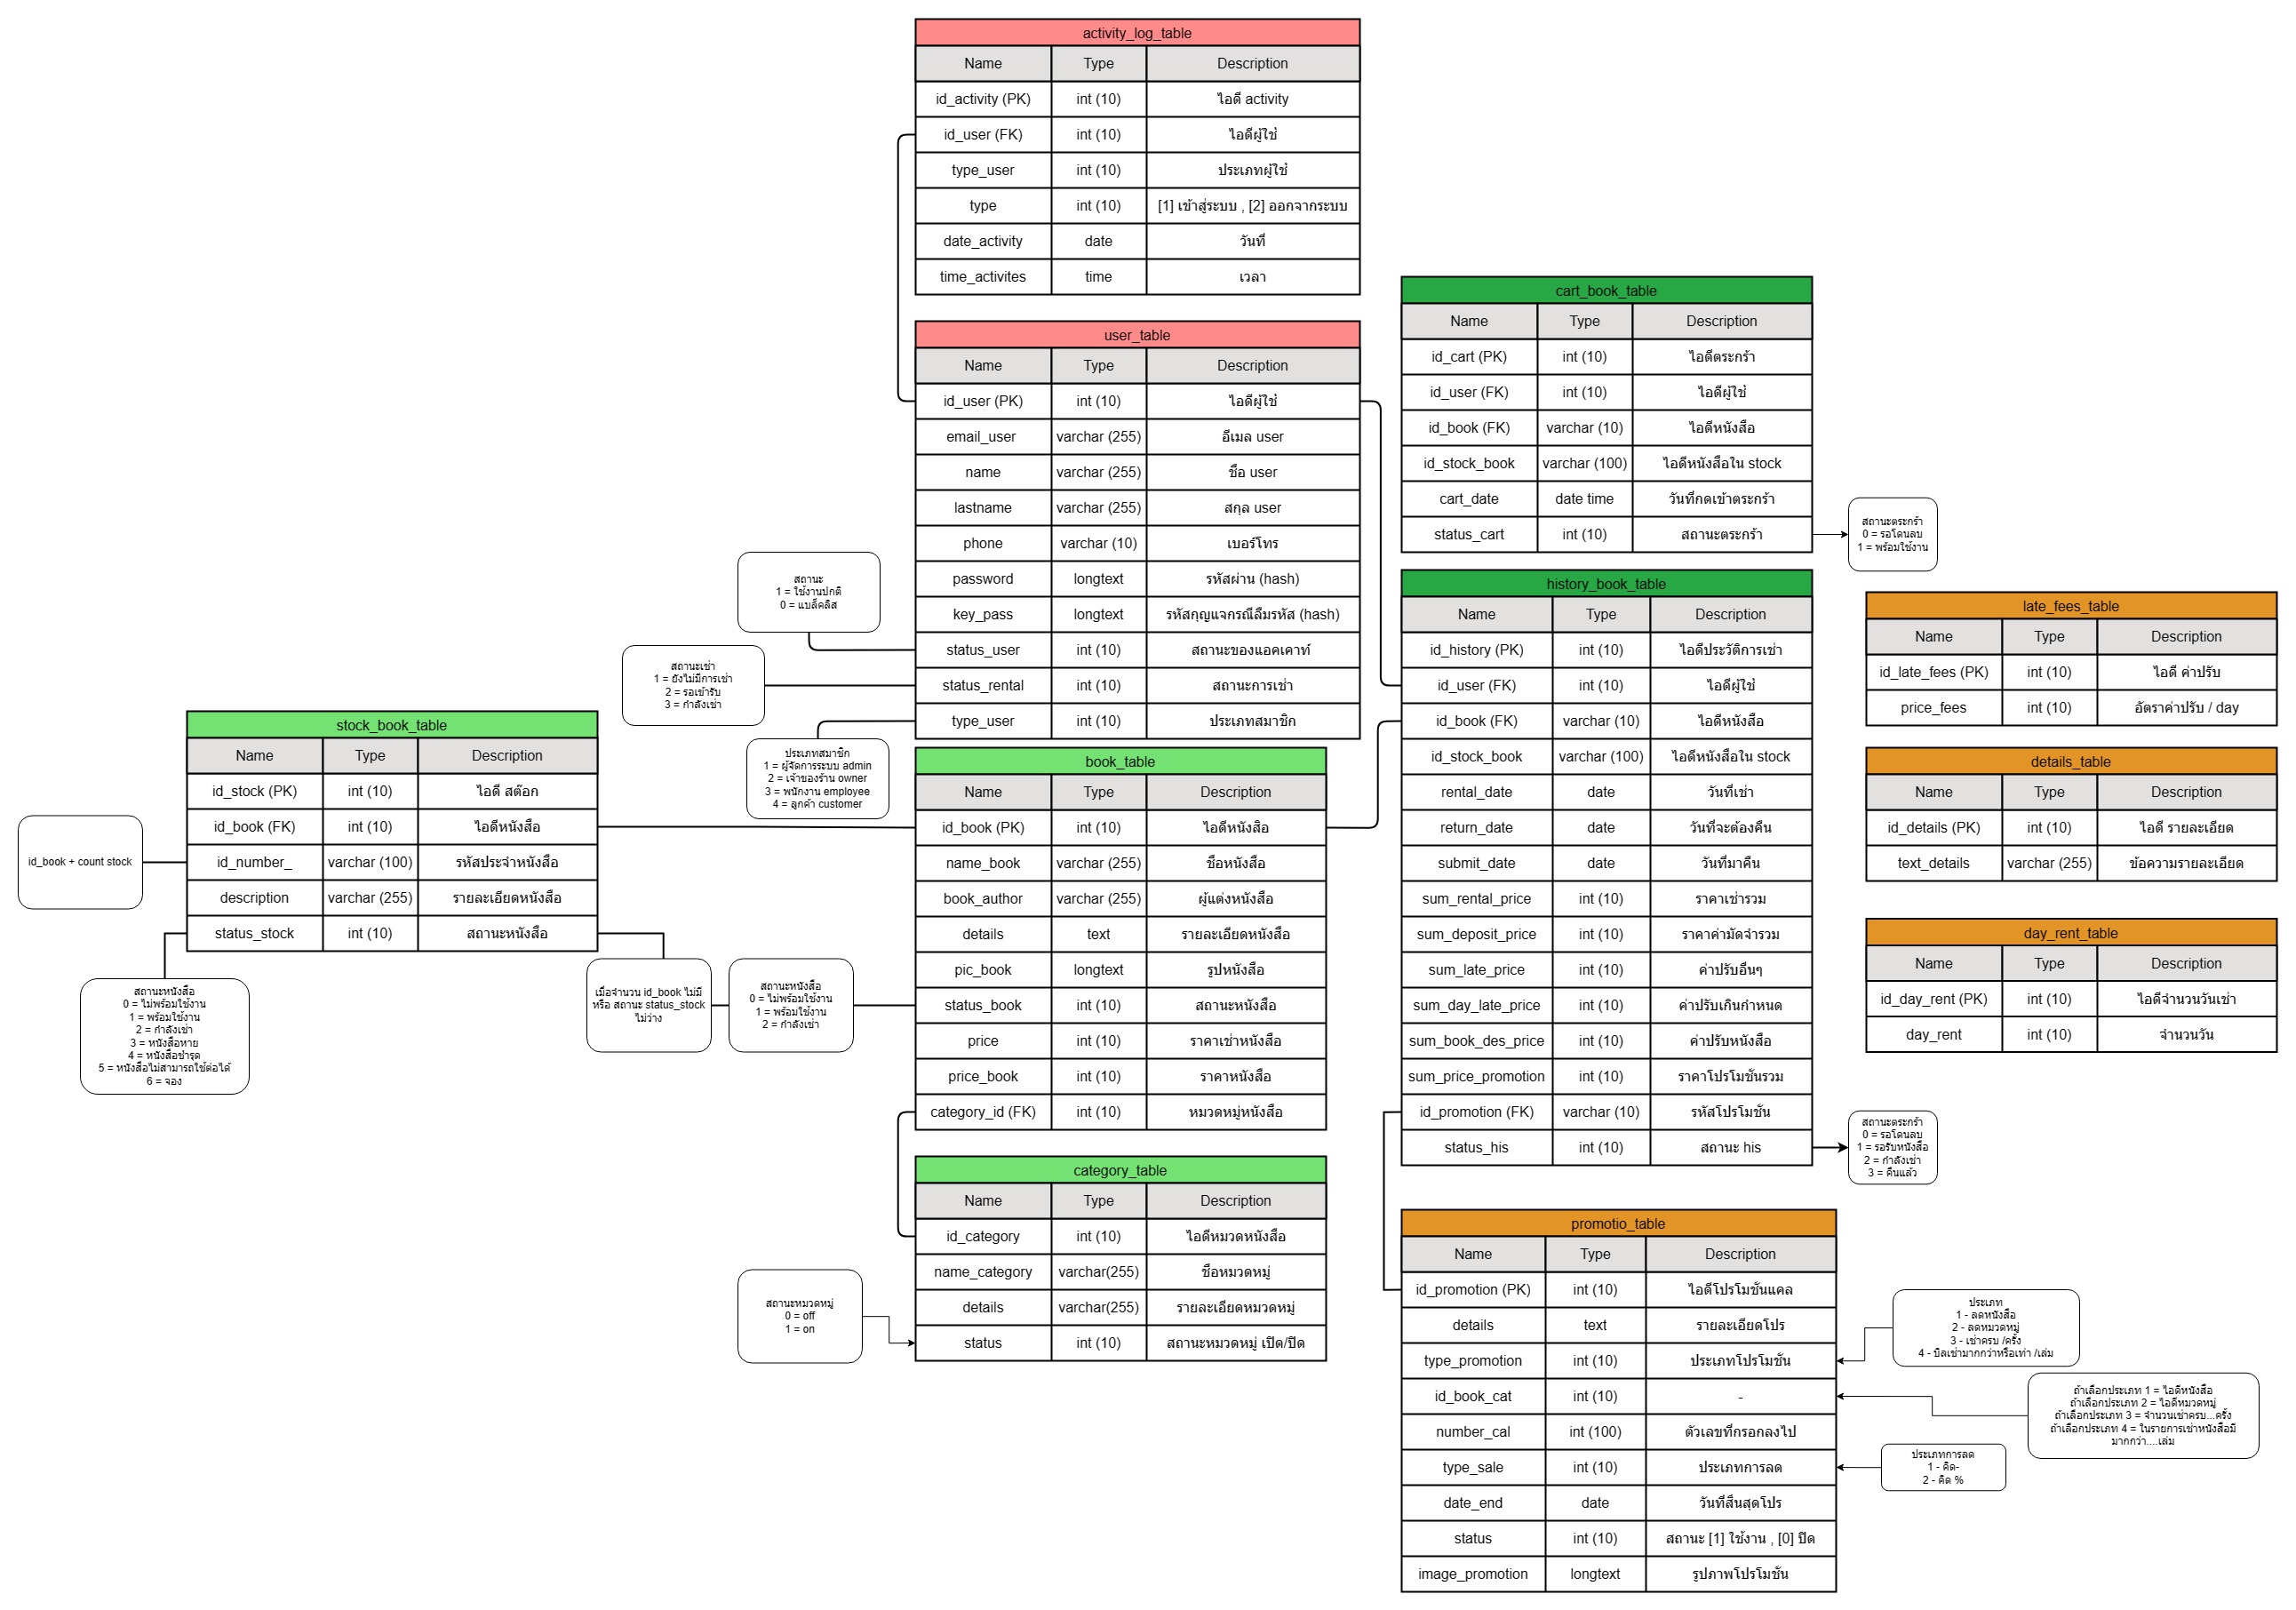 activity_log_table
Name Type Description
id_activity (PK) int (10) ไอดี activity
id_user (FK) int (10) ไอดีผู้ใช้
type_user int (10) ประเภทผู้ใช้
type int (10) [1] เข้าสู่ระบบ , [2] ออกจากระบบ
date_activity date วันที่
time_activites time เวลา
user_table
Name Type Description
id_user (PK) int (10) ไอดีผู้ใช้
email_user varchar (255) อีเมล user
name varchar (255) ชื่อ user
lastname varchar (255) สกุล user
phone varchar (10) เบอร์โทร
password longtext รหัสผ่าน (hash)
key_pass longtext รหัสกุญแจกรณีลืมรหัส (hash)
status_user int (10) สถานะของแอคเคาท์
status_rental int (10) สถานะการเช่า
type_user int (10) ประเภทสมาชิก
สถานะ
1 = ใช้งานปกติ
0 = แบล็คลิส
สถานะเช่า
1 = ยังไม่มีการเช่า
2 = รอเข้ารับ
3 = กำลังเช่า
ประเภทสมาชิก
1 = ผู้จัดการระบบ admin
2 = เจ้าของร้าน owner
3 = พนักงาน employee
4 = ลูกค้า customer
cart_book_table
Name Type Description
id_cart (PK) int (10) ไอดีตระกร้า
id_user (FK) int (10) ไอดีผู้ใช้
id_book (FK) varchar (10) ไอดีหนังสือ
id_stock_book varchar (100) ไอดีหนังสือใน stock
cart_date date time วันที่กดเข้าตระกร้า
status_cart int (10) สถานะตระกร้า
สถานะตระกร้า
0 = รอโดนลบ
1 = พร้อมใช้งาน
history_book_table
Name Type Description
id_history (PK) int (10) ไอดีประวัติการเช่า
id_user (FK) int (10) ไอดีผู้ใช้
id_book (FK) varchar (10) ไอดีหนังสือ
id_stock_book varchar (100) ไอดีหนังสือใน stock
rental_date date วันที่เช่า
return_date date วันที่จะต้องคืน
submit_date date วันที่มาคืน
sum_rental_price int (10) ราคาเช่ารวม
sum_deposit_price int (10) ราคาค่ามัดจำรวม
sum_late_price int (10) ค่าปรับอื่นๆ
sum_day_late_price int (10) ค่าปรับเกินกำหนด
sum_book_des_price int (10) ค่าปรับหนังสือ
sum_price_promotion int (10) ราคาโปรโมชั่นรวม
id_promotion (FK) varchar (10) รหัสโปรโมชั่น
status_his int (10) สถานะ his
สถานะตระกร้า
0 = รอโดนลบ
1 = รอรับหนังสือ
2 = กำลังเช่า
3 = คืนแล้ว
late_fees_table
Name Type Description
id_late_fees (PK) int (10) ไอดี ค่าปรับ
price_fees int (10) อัตราค่าปรับ / day
details_table
Name Type Description
id_details (PK) int (10) ไอดี รายละเอียด
text_details varchar (255) ข้อความรายละเอียด
day_rent_table
Name Type Description
id_day_rent (PK) int (10) ไอดีจำนวนวันเช่า
day_rent int (10) จำนวนวัน
stock_book_table
Name Type Description
id_stock (PK) int (10) ไอดี สต๊อก
id_book (FK) int (10) ไอดีหนังสือ
id_number_ varchar (100) รหัสประจำหนังสือ
description varchar (255) รายละเอียดหนังสือ
status_stock int (10) สถานะหนังสือ
id_book + count stock
สถานะหนังสือ
0 = ไม่พร้อมใช้งาน
1 = พร้อมใช้งาน
2 = กำลังเช่า
3 = หนังสือหาย
4 = หนังสือชำรุด
5 = หนังสือไม่สามารถใช้ต่อได้
6 = จอง
เมื่อจำนวน id_book ไม่มี
หรือ สถานะ status_stock
ไม่ว่าง
สถานะหนังสือ
0 = ไม่พร้อมใช้งาน
1 = พร้อมใช้งาน
2 = กำลังเช่า
book_table
Name Type Description
id_book (PK) int (10) ไอดีหนังสือ
name_book varchar (255) ชื่อหนังสือ
book_author varchar (255) ผู้แต่งหนังสือ
details text รายละเอียดหนังสือ
pic_book longtext รูปหนังสือ
status_book int (10) สถานะหนังสือ
price int (10) ราคาเช่าหนังสือ
price_book int (10) ราคาหนังสือ
category_id (FK) int (10) หมวดหมู่หนังสือ
category_table
Name Type Description
id_category int (10) ไอดีหมวดหนังสือ
name_category varchar(255) ชื่อหมวดหมู่
details varchar(255) รายละเอียดหมวดหมู่
status int (10) สถานะหมวดหมู่ เปิด/ปิด
สถานะหมวดหมู่
0 = off
1 = on
promotio_table
Name Type Description
id_promotion (PK) int (10) ไอดีโปรโมชั่นแคล
details text รายละเอียดโปร
type_promotion int (10) ประเภทโปรโมชั่น
id_book_cat int (10) -
number_cal int (100) ตัวเลขที่กรอกลงไป
type_sale int (10) ประเภทการลด
date_end date วันที่สิ้นสุดโปร
status int (10) สถานะ [1] ใช้งาน , [0] ปิด
image_promotion longtext รูปภาพโปรโมชั่น
ประเภท
1 - ลดหนังสือ
2 - ลดหมวดหมู่
3 - เช่าครบ /ครั้ง
4 - บิลเช่ามากกว่าหรือเท่า /เล่ม
ถ้าเลือกประเภท 1 = ไอดีหนังสือ
ถ้าเลือกประเภท 2 = ไอดีหมวดหมู่
ถ้าเลือกประเภท 3 = จำนวนเช่าครบ...ครั้ง
ถ้าเลือกประเภท 4 = ในรายการเช่าหนังสือมี
มากกว่า....เล่ม
ประเภทการลด
1 - คิด-
2 - คิด %